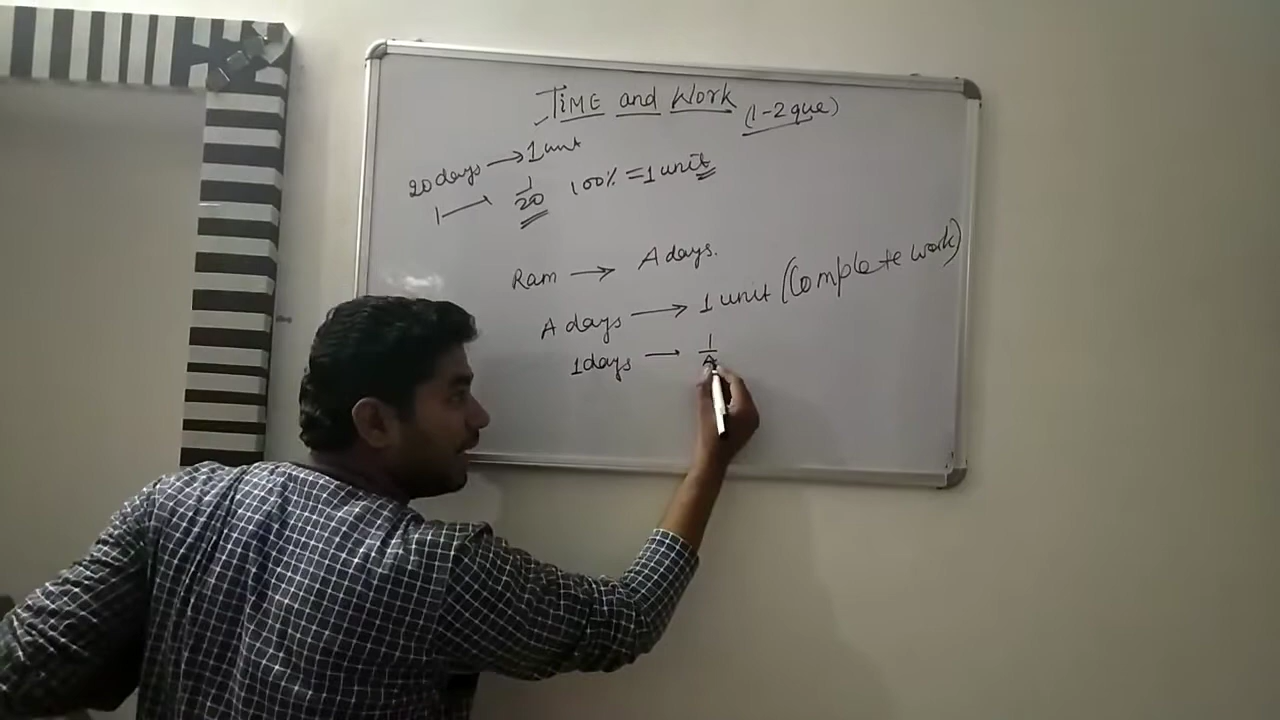 TIME and Work (1-2 que)
20 days → 1 unit
1 → 1/20 100% = 1 unit
Ram → A days.
A days → 1 unit (Complete work)
1 days → 1/A